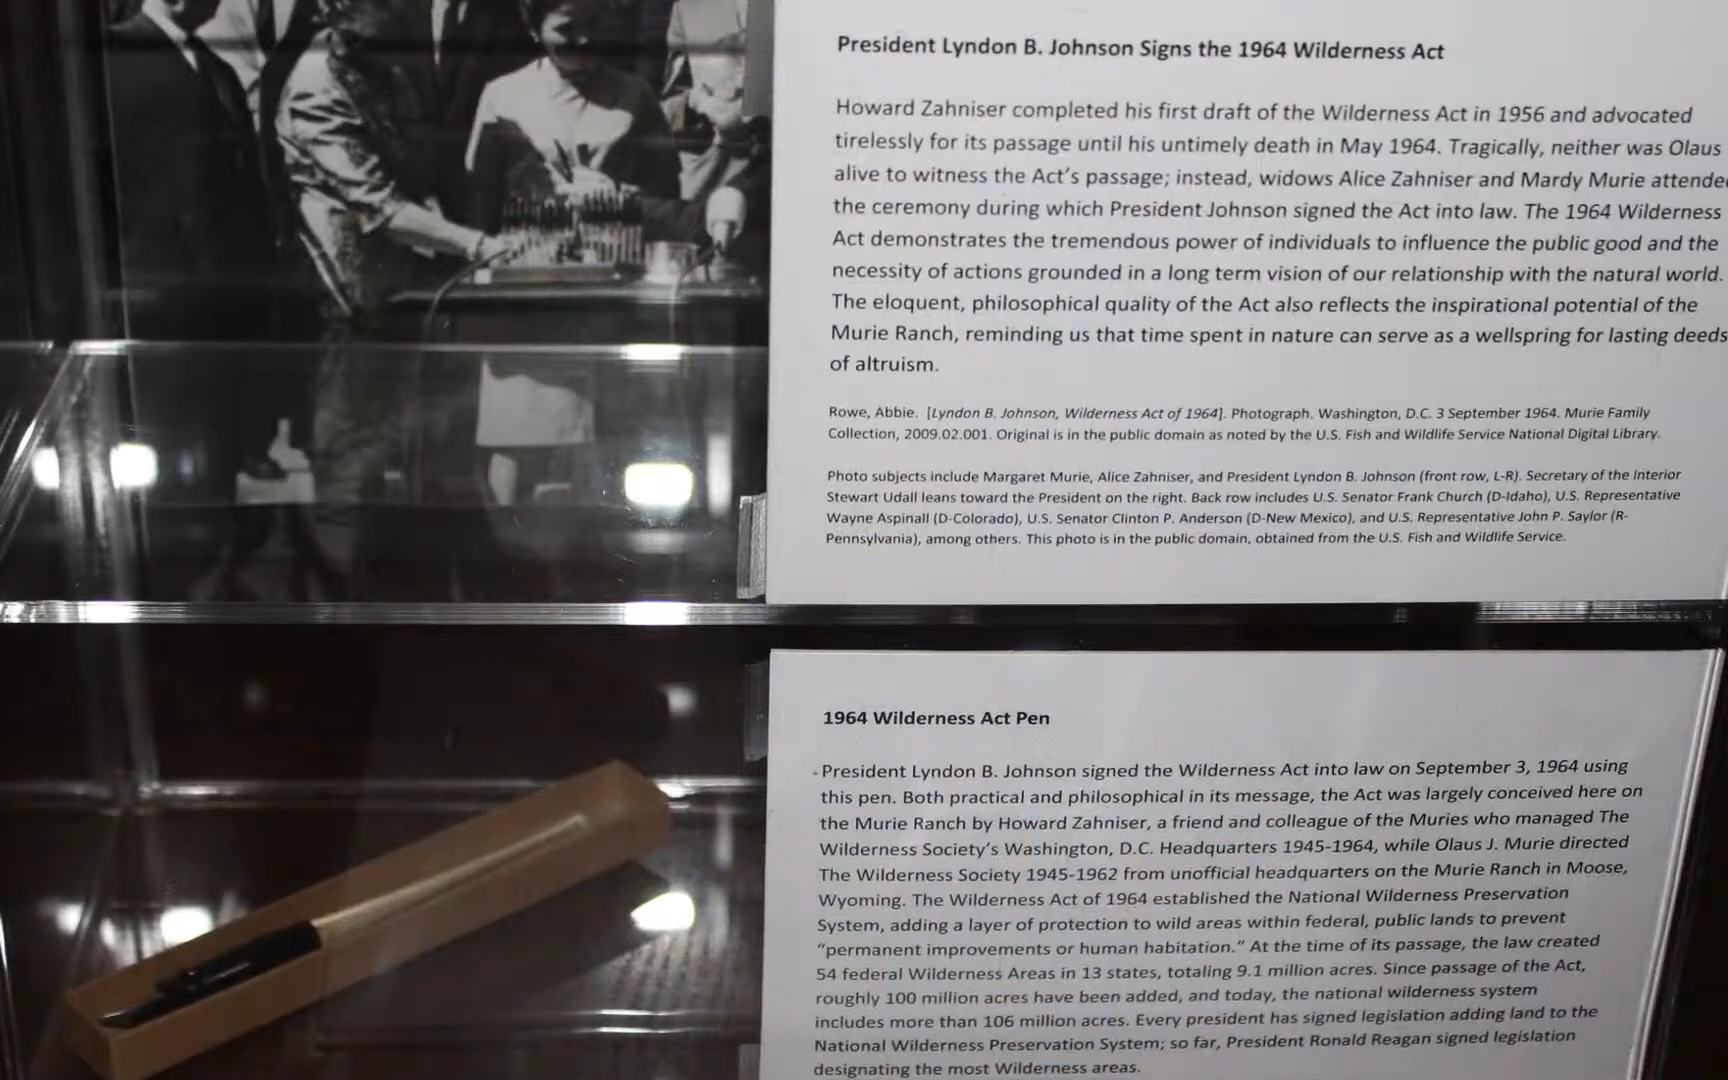 President Lyndon B. Johnson Signs the 1964 Wilderness Act
Howard Zahniser completed his first draft of the Wilderness Act in 1956 and advocated
tirelessly for its passage until his untimely death in May 1964. Tragically, neither was Olaus
alive to witness the Act's passage; instead, widows Alice Zahniser and Mardy Murie attende
the ceremony during which President Johnson signed the Act into law. The 1964 Wilderness
Act demonstrates the tremendous power of individuals to influence the public good and the
necessity of actions grounded in a long term vision of our relationship with the natural world.
The eloquent, philosophical quality of the Act also reflects the inspirational potential of the
Murie Ranch, reminding us that time spent in nature can serve as a wellspring for lasting deeds
of altruism.
Rowe, Abbie. [Lyndon B. Johnson, Wilderness Act of 1964]. Photograph. Washington, D.C. 3 September 1964. Murie Family
Collection, 2009.02.001. Original is in the public domain as noted by the U.S. Fish and Wildlife Service National Digital Library.
Photo subjects include Margaret Murie, Alice Zahniser, and President Lyndon B. Johnson (front row, L-R). Secretary of the Interior
Stewart Udall leans toward the President on the right. Back row includes U.S. Senator Frank Church (D-Idaho), U.S. Representative
Wayne Aspinall (D-Colorado), U.S. Senator Clinton P. Anderson (D-New Mexico), and U.S. Representative John P. Saylor (R-
Pennsylvania), among others. This photo is in the public domain, obtained from the U.S. Fish and Wildlife Service.
1964 Wilderness Act Pen
President Lyndon B. Johnson signed the Wilderness Act into law on September 3, 1964 using
this pen. Both practical and philosophical in its message, the Act was largely conceived here on
the Murie Ranch by Howard Zahniser, a friend and colleague of the Muries who managed The
Wilderness Society's Washington, D.C. Headquarters 1945-1964, while Olaus J. Murie directed
The Wilderness Society 1945-1962 from unofficial headquarters on the Murie Ranch in Moose,
Wyoming. The Wilderness Act of 1964 established the National Wilderness Preservation
System, adding a layer of protection to wild areas within federal, public lands to prevent
"permanent improvements or human habitation." At the time of its passage, the law created
54 federal Wilderness Areas in 13 states, totaling 9.1 million acres. Since passage of the Act,
roughly 100 million acres have been added, and today, the national wilderness system
includes more than 106 million acres. Every president has signed legislation adding land to the
National Wilderness Preservation System; so far, President Ronald Reagan signed legislation
designating the most Wilderness areas.